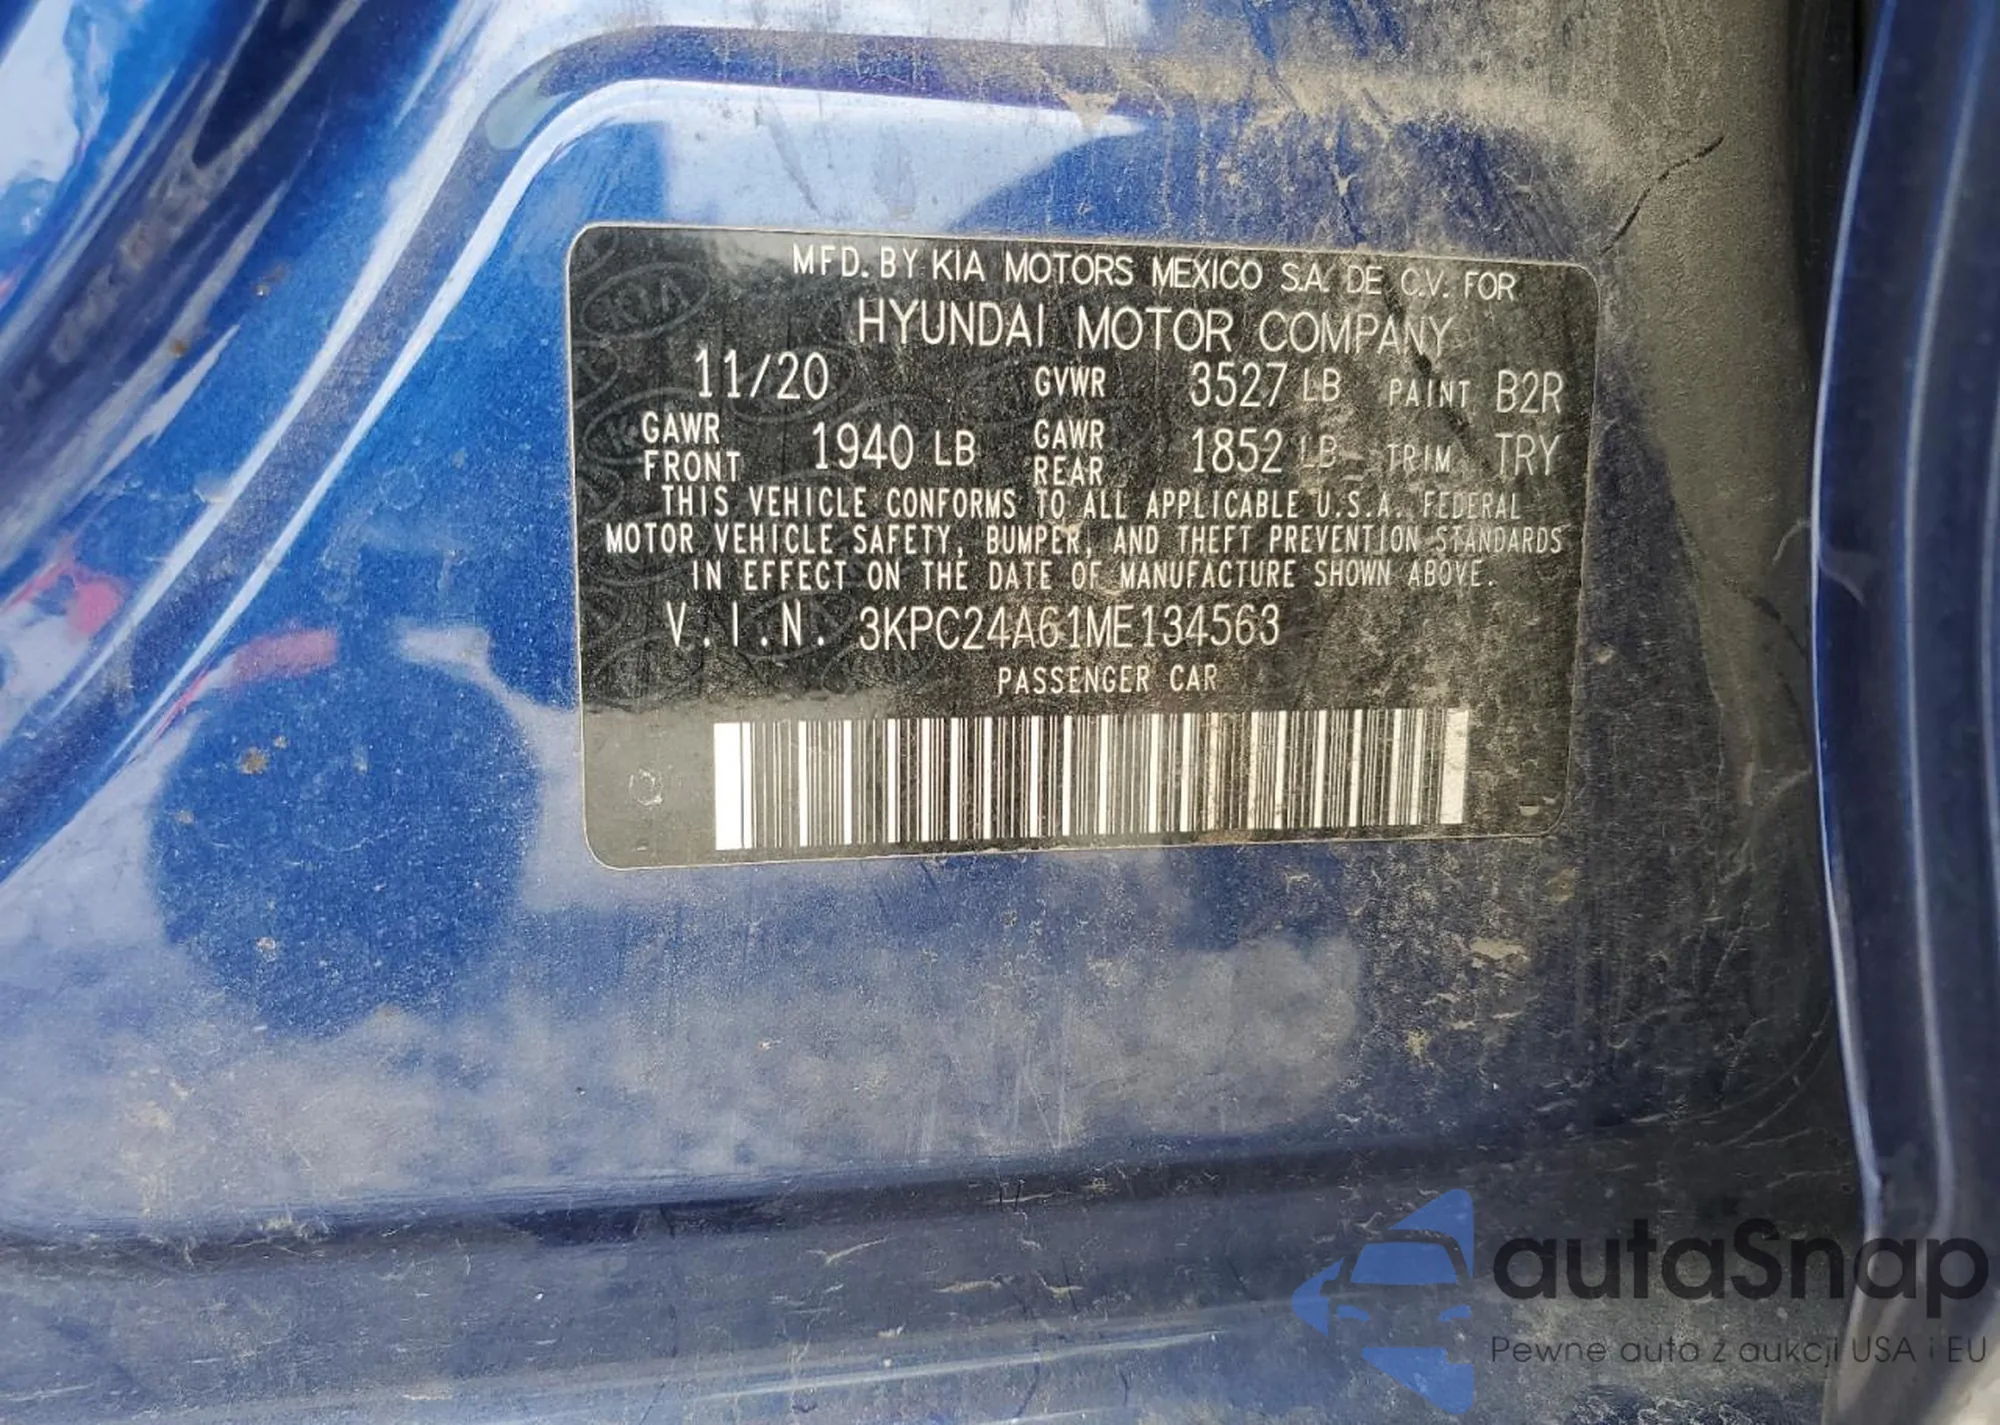 MFD. BY KIA MOTORS MEXICO S.A. DE C.V. FOR
HYUNDAI MOTOR COMPANY
11/20 GVWR 3527 LB PAINT B2R
GAWR FRONT 1940 LB GAWR REAR 1852 LB TRIM TRY
THIS VEHICLE CONFORMS TO ALL APPLICABLE U.S.A. FEDERAL
MOTOR VEHICLE SAFETY, BUMPER, AND THEFT PREVENTION STANDARDS
IN EFFECT ON THE DATE OF MANUFACTURE SHOWN ABOVE.
V.I.N. 3KPC24A61ME134563
PASSENGER CAR
autaSnap
Pewne auta z aukcji USA i EU